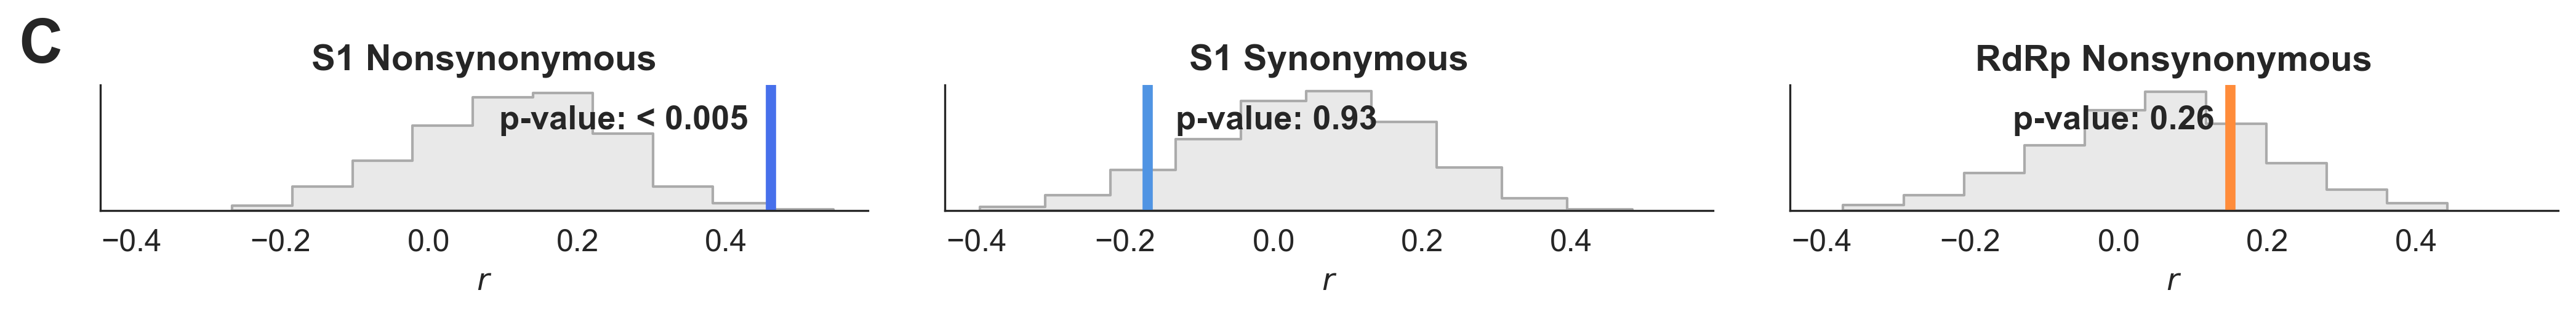 C
S1 Nonsynonymous
p-value: < 0.005
−0.4 −0.2 0.0 0.2 0.4
r
S1 Synonymous
p-value: 0.93
−0.4 −0.2 0.0 0.2 0.4
r
RdRp Nonsynonymous
p-value: 0.26
−0.4 −0.2 0.0 0.2 0.4
r